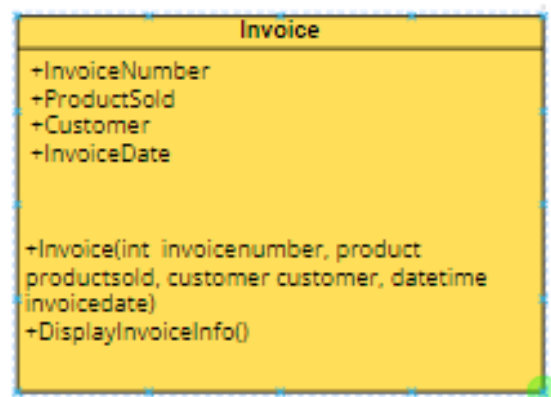 Invoice
+InvoiceNumber
+ProductSold
+Customer
+InvoiceDate
+Invoice(int invoicenumber, product
productsold, customer customer, datetime
invoicedate)
+DisplayInvoiceInfo()